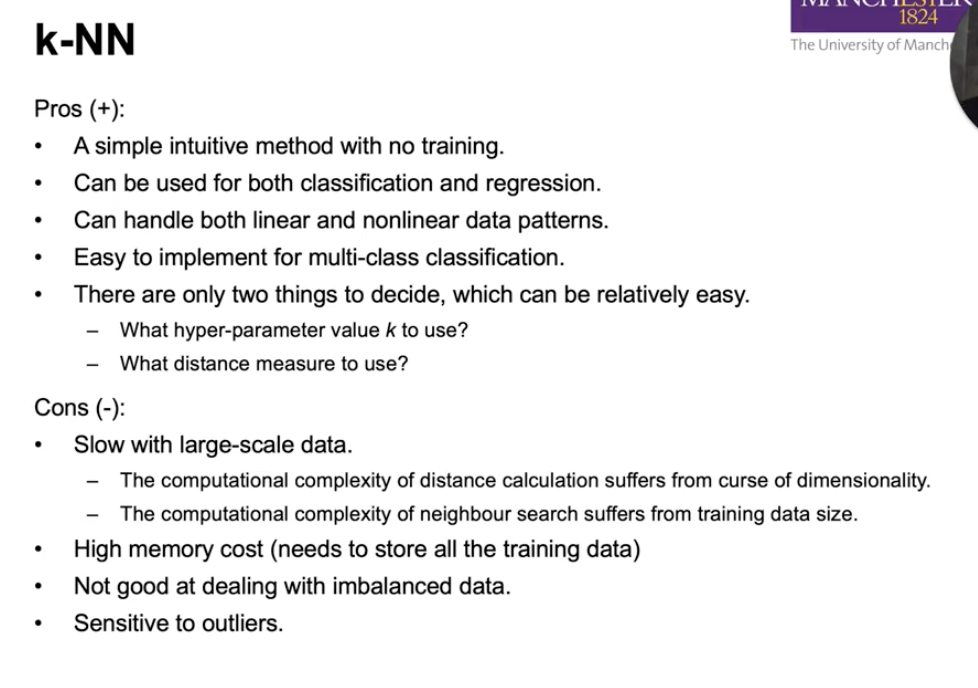 1824
The University of
k-NN
Pros (+):
• A simple intuitive method with no training.
• Can be used for both classification and regression.
• Can handle both linear and nonlinear data patterns.
• Easy to implement for multi-class classification.
• There are only two things to decide, which can be relatively easy.
– What hyper-parameter value k to use?
– What distance measure to use?
Cons (-):
• Slow with large-scale data.
– The computational complexity of distance calculation suffers from curse of dimensionality.
– The computational complexity of neighbour search suffers from training data size.
• High memory cost (needs to store all the training data)
• Not good at dealing with imbalanced data.
• Sensitive to outliers.